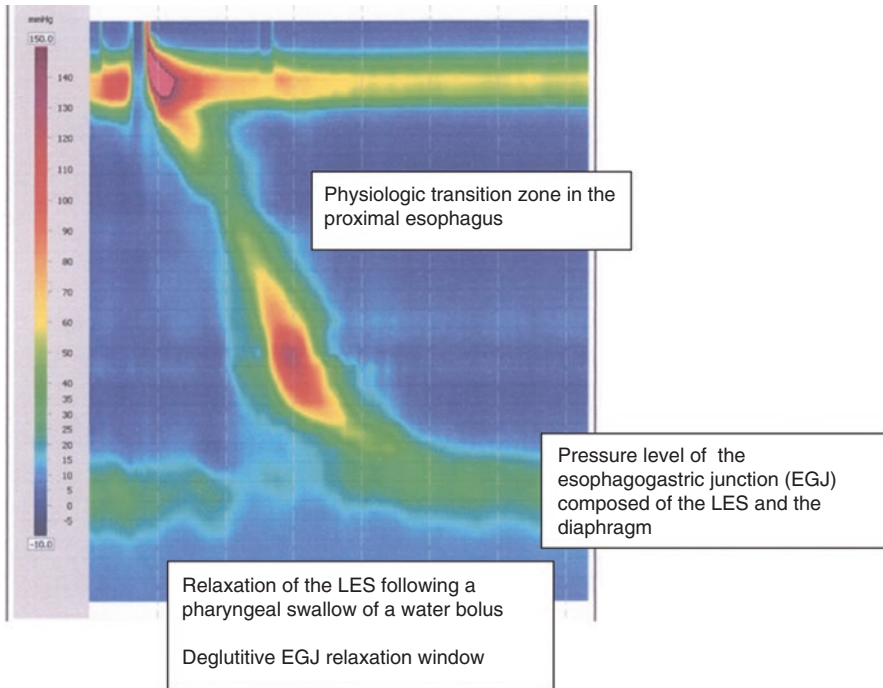 mmHg
150.0
140
130
120
110
100
90
80
70
60
50
40
35
30
25
20
15
10
5
0
-5
-10.0
Physiologic transition zone in the
proximal esophagus
Pressure level of the
esophagogastric junction (EGJ)
composed of the LES and the
diaphragm
Relaxation of the LES following a
pharyngeal swallow of a water bolus
Deglutitive EGJ relaxation window